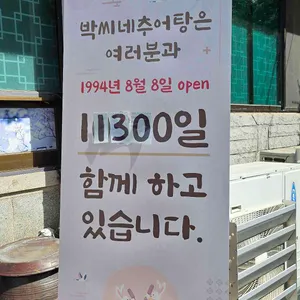 박씨네추어탕은
여러분과
1994년 8월 8일 open
11300일
함께 하고
있습니다.